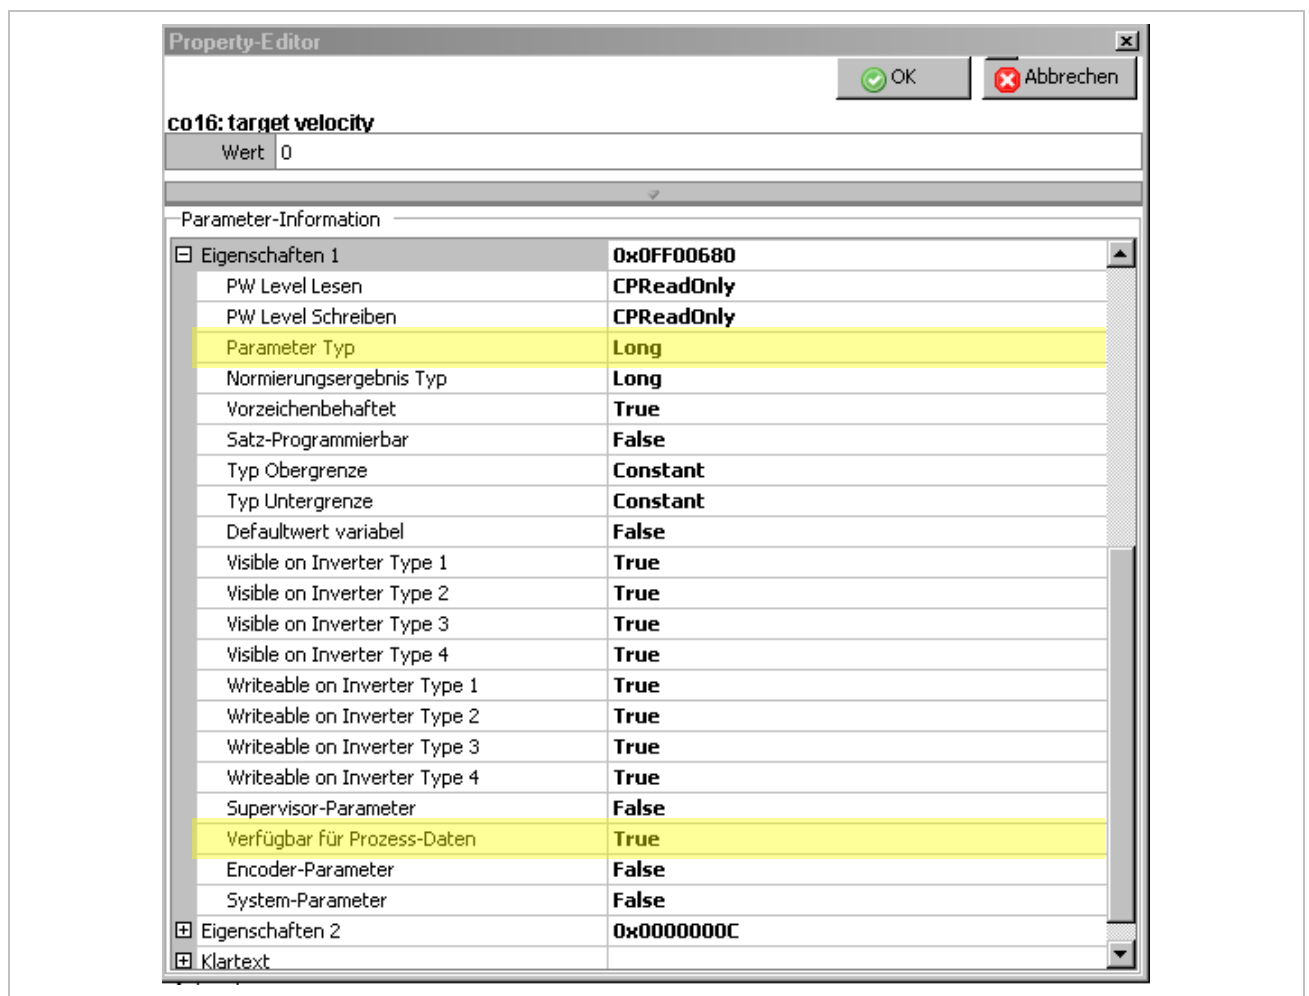 Property-Editor
OK
Abbrechen
co16: target velocity
Wert 0
Parameter-Information
Eigenschaften 1 0x0FF00680
PW Level Lesen CPReadOnly
PW Level Schreiben CPReadOnly
Parameter Typ Long
Normierungsergebnis Typ Long
Vorzeichenbehaftet True
Satz-Programmierbar False
Typ Obergrenze Constant
Typ Untergrenze Constant
Defaultwert variabel False
Visible on Inverter Type 1 True
Visible on Inverter Type 2 True
Visible on Inverter Type 3 True
Visible on Inverter Type 4 True
Writeable on Inverter Type 1 True
Writeable on Inverter Type 2 True
Writeable on Inverter Type 3 True
Writeable on Inverter Type 4 True
Supervisor-Parameter False
Verfügbar für Prozess-Daten True
Encoder-Parameter False
System-Parameter False
Eigenschaften 2 0x0000000C
Klartext